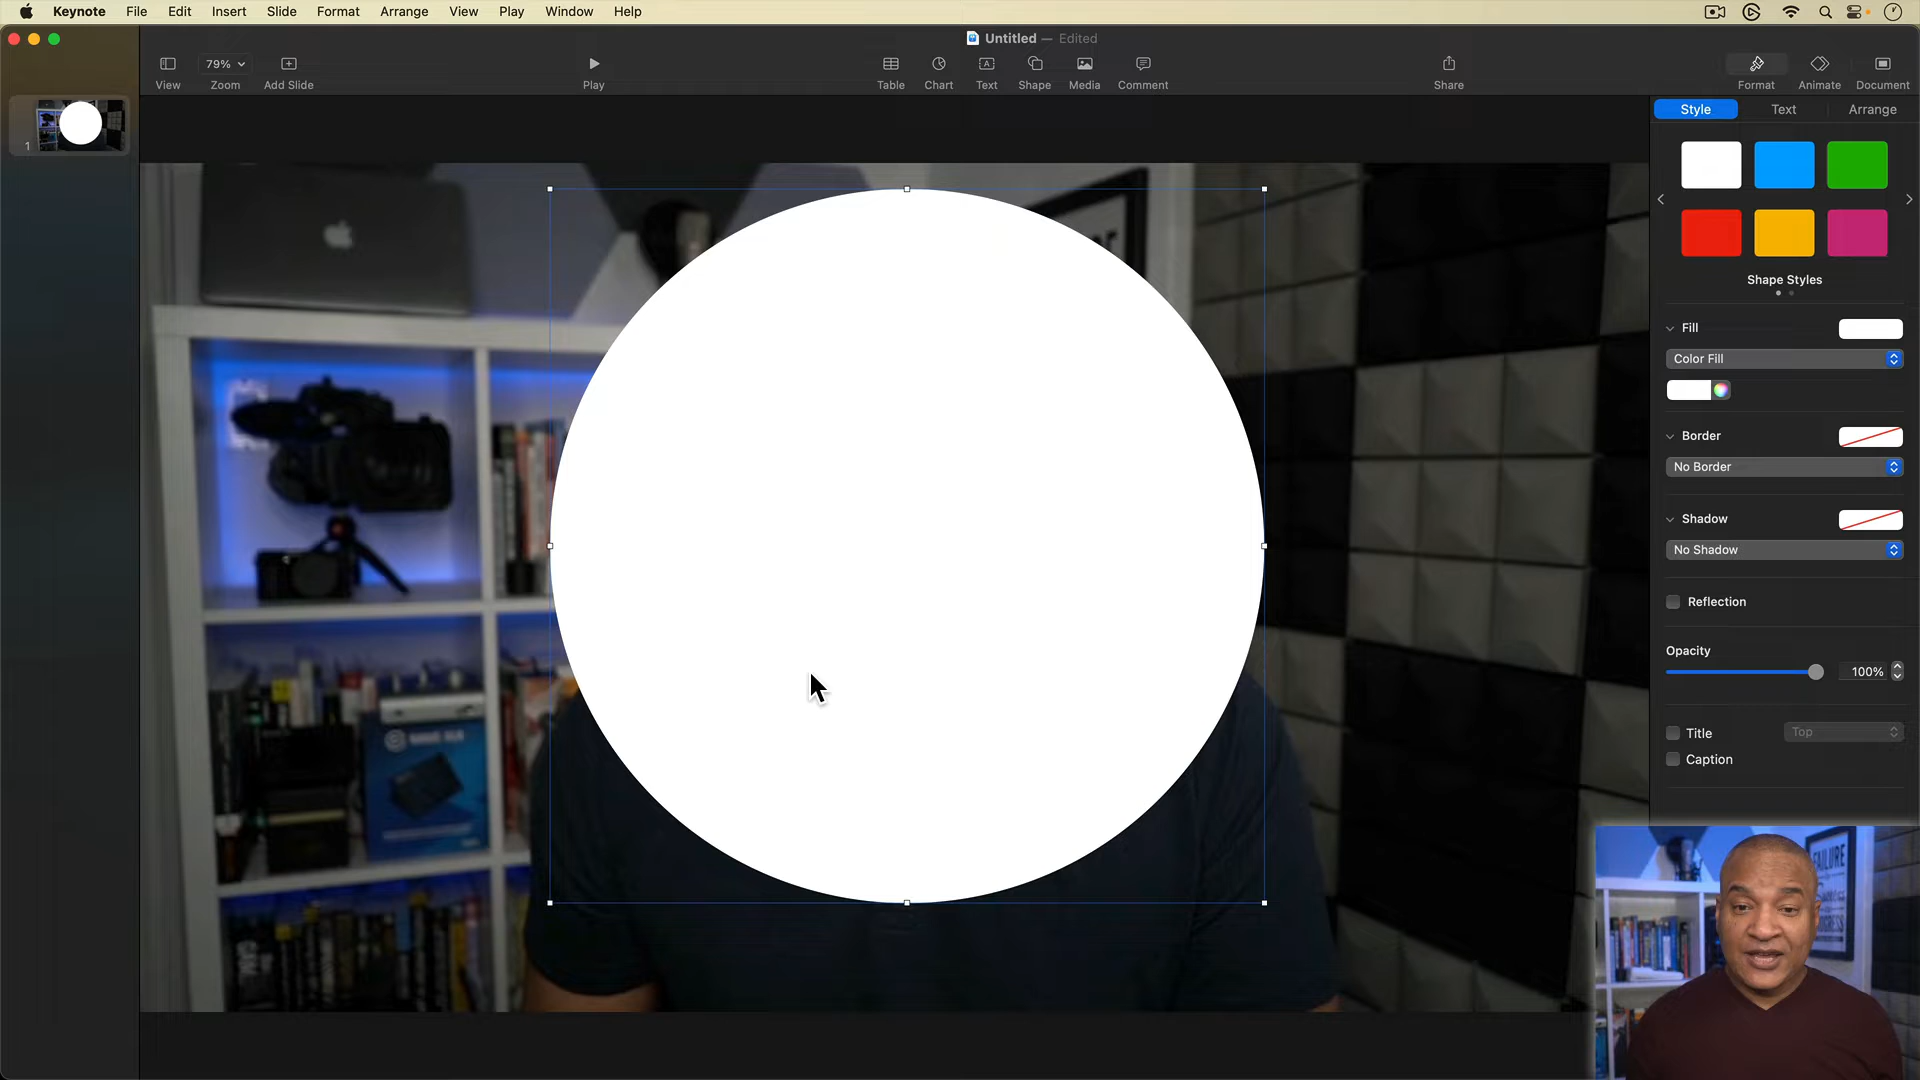 Keynote File Edit Insert Slide Format Arrange View Play Window Help
Untitled — Edited
79%
View Zoom Add Slide Play Table Chart Text Shape Media Comment Share Format Animate Document
Style Text Arrange
1
Shape Styles
Fill
Color Fill
Border
No Border
Shadow
No Shadow
Reflection
Opacity
100%
Title Top
Caption
FAILURE